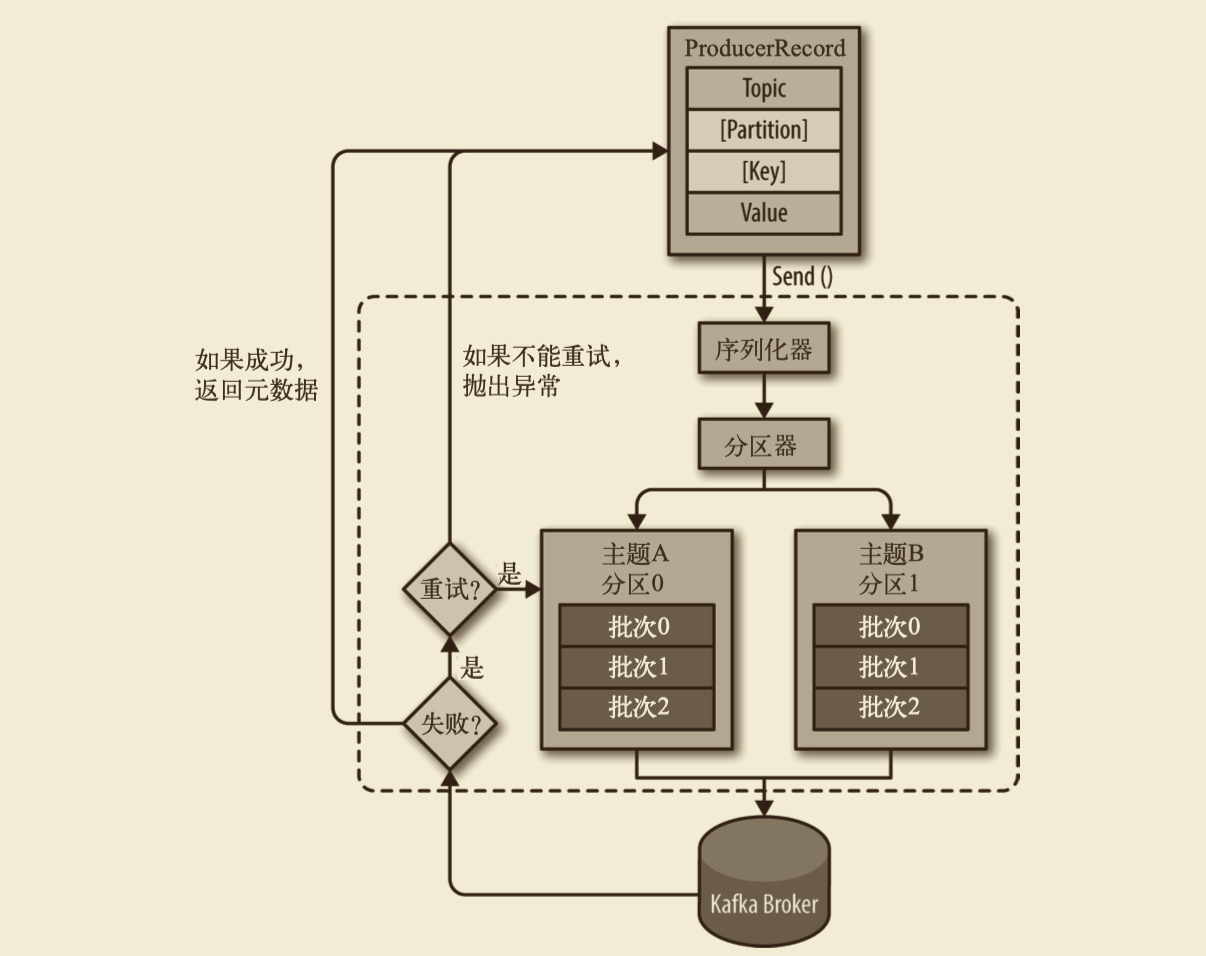 ProducerRecord
Topic
[Partition]
[Key]
Value
Send ()
如果成功，
返回元数据
如果不能重试，
抛出异常
序列化器
分区器
主题A
分区0
批次0
批次1
批次2
主题B
分区1
批次0
批次1
批次2
重试?
是
是
失败?
Kafka Broker